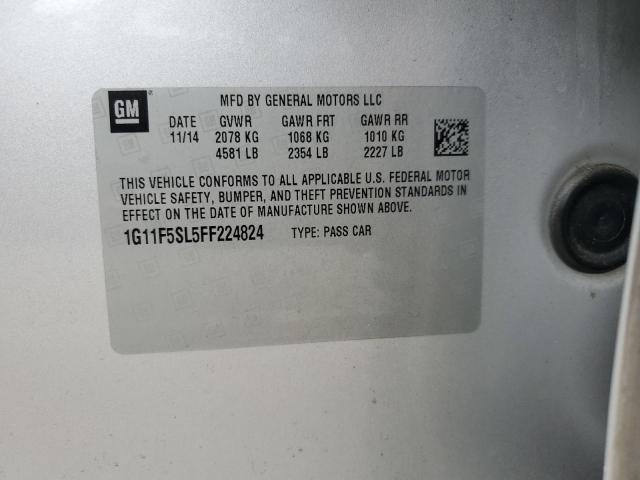 GM
MFD BY GENERAL MOTORS LLC
DATE GVWR GAWR FRT GAWR RR
11/14 2078 KG 1068 KG 1010 KG
4581 LB 2354 LB 2227 LB
THIS VEHICLE CONFORMS TO ALL APPLICABLE U.S. FEDERAL MOTOR
VEHICLE SAFETY, BUMPER, AND THEFT PREVENTION STANDARDS IN
EFFECT ON THE DATE OF MANUFACTURE SHOWN ABOVE.
1G11F5SL5FF224824 TYPE: PASS CAR